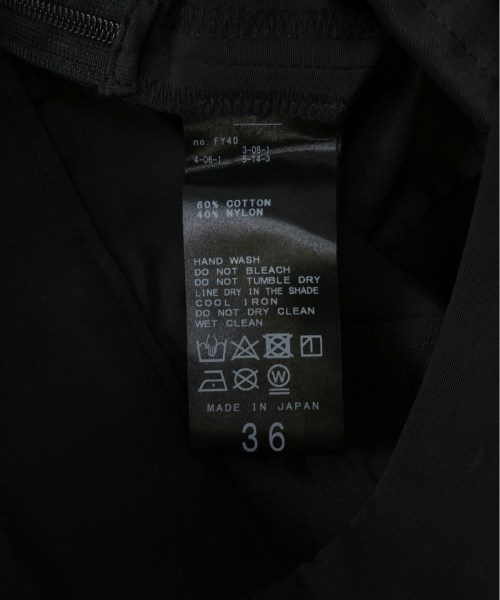 no. FY40
3-08-1
4-06-1 5-14-3
60% COTTON
40% NYLON
HAND WASH
DO NOT BLEACH
DO NOT TUMBLE DRY
LINE DRY IN THE SHADE
COOL IRON
DO NOT DRY CLEAN
WET CLEAN
W
MADE IN JAPAN
36